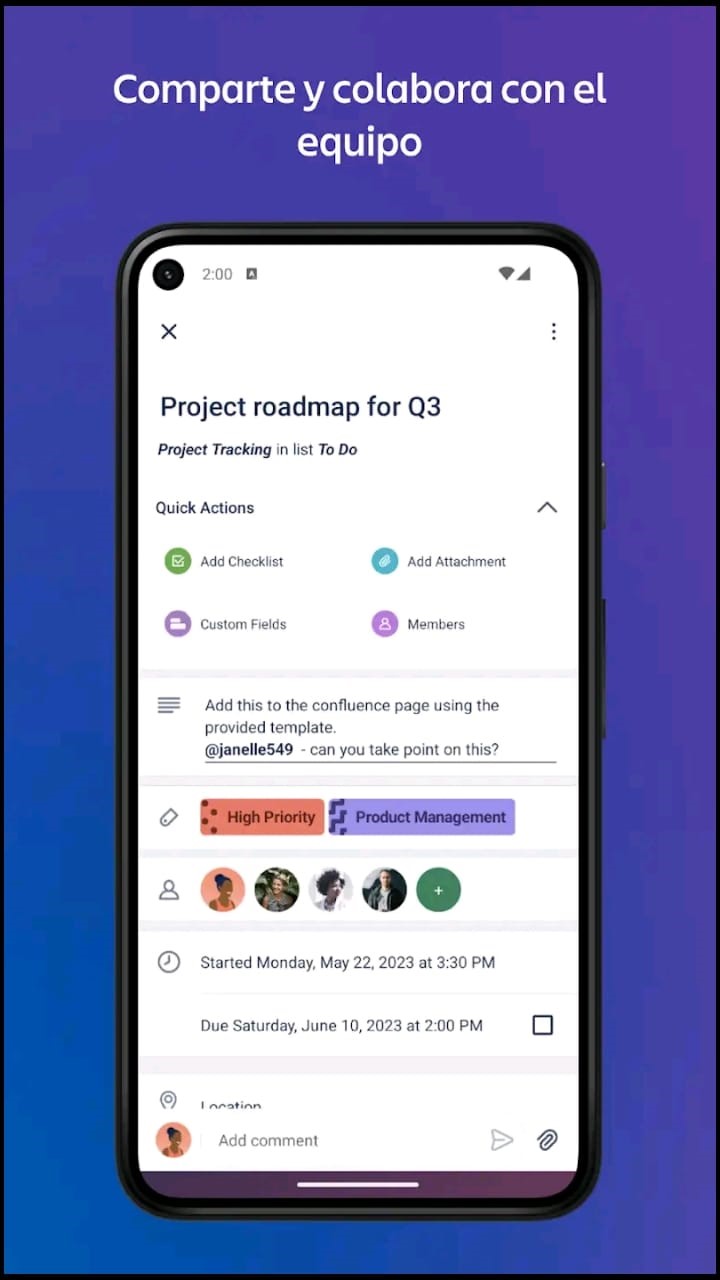 Comparte y colabora con el
equipo
2:00
Project roadmap for Q3
Project Tracking in list To Do
Quick Actions
Add Checklist
Add Attachment
Custom Fields
Members
Add this to the confluence page using the
provided template.
@janelle549 - can you take point on this?
High Priority
Product Management
Started Monday, May 22, 2023 at 3:30 PM
Due Saturday, June 10, 2023 at 2:00 PM
Location
Add comment